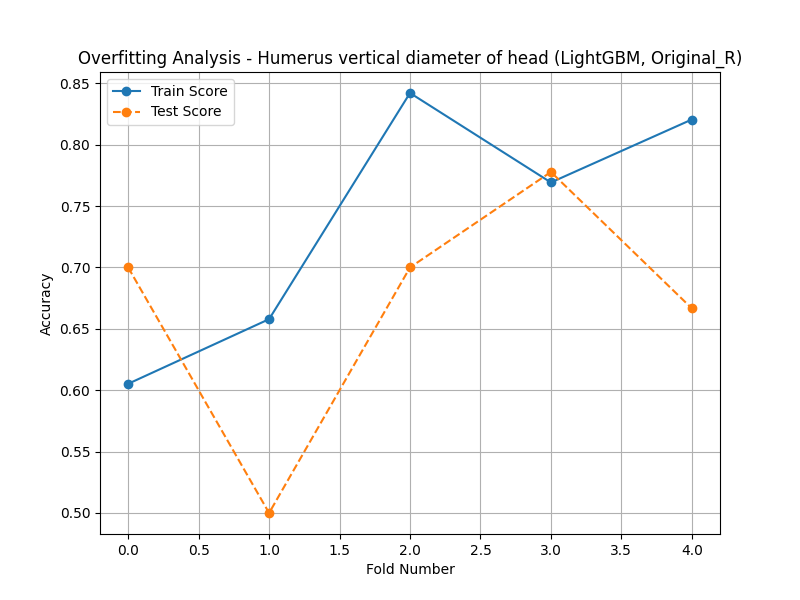 Overfitting Analysis - Humerus vertical diameter of head (LightGBM, Original_R)
Train Score
Test Score
0.85
0.80
0.75
0.70
0.65
0.60
0.55
0.50
Accuracy
0.0 0.5 1.0 1.5 2.0 2.5 3.0 3.5 4.0
Fold Number